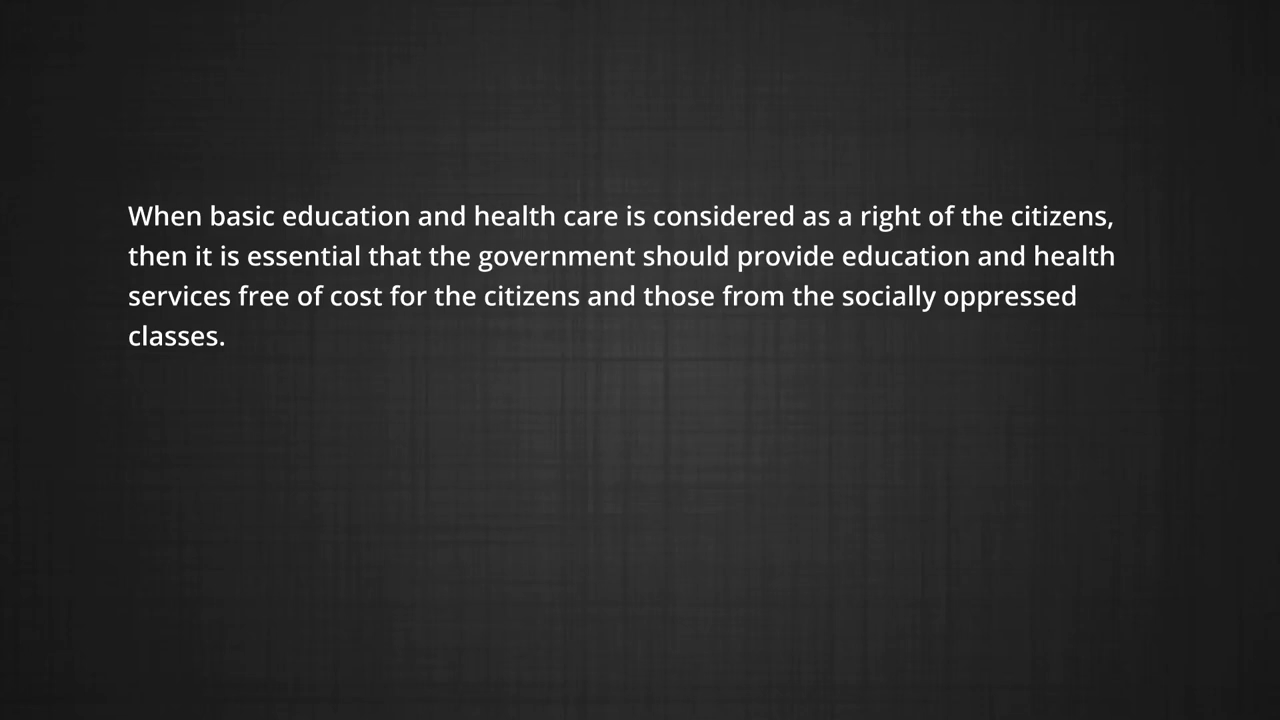 When basic education and health care is considered as a right of the citizens,
then it is essential that the government should provide education and health
services free of cost for the citizens and those from the socially oppressed
classes.